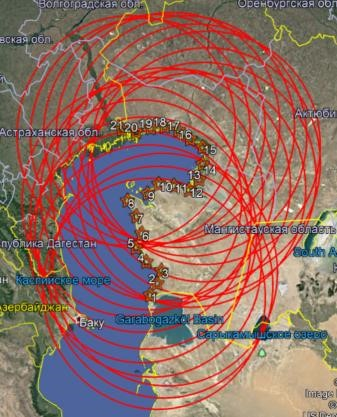 Волгоградская обл.
Оренбургская обл.
вская обл.
Актюби
21 20 19 18 17
16
15
Астраханская обл.
14
13
10 11 12
9
8
7
Мангистауская область
6
спублика Дагестан
5
South A
4
3
Каспийское море
2
1
Азербайджан
Garabogazköl Basin
Баку
Сарыкамышское озеро
Image